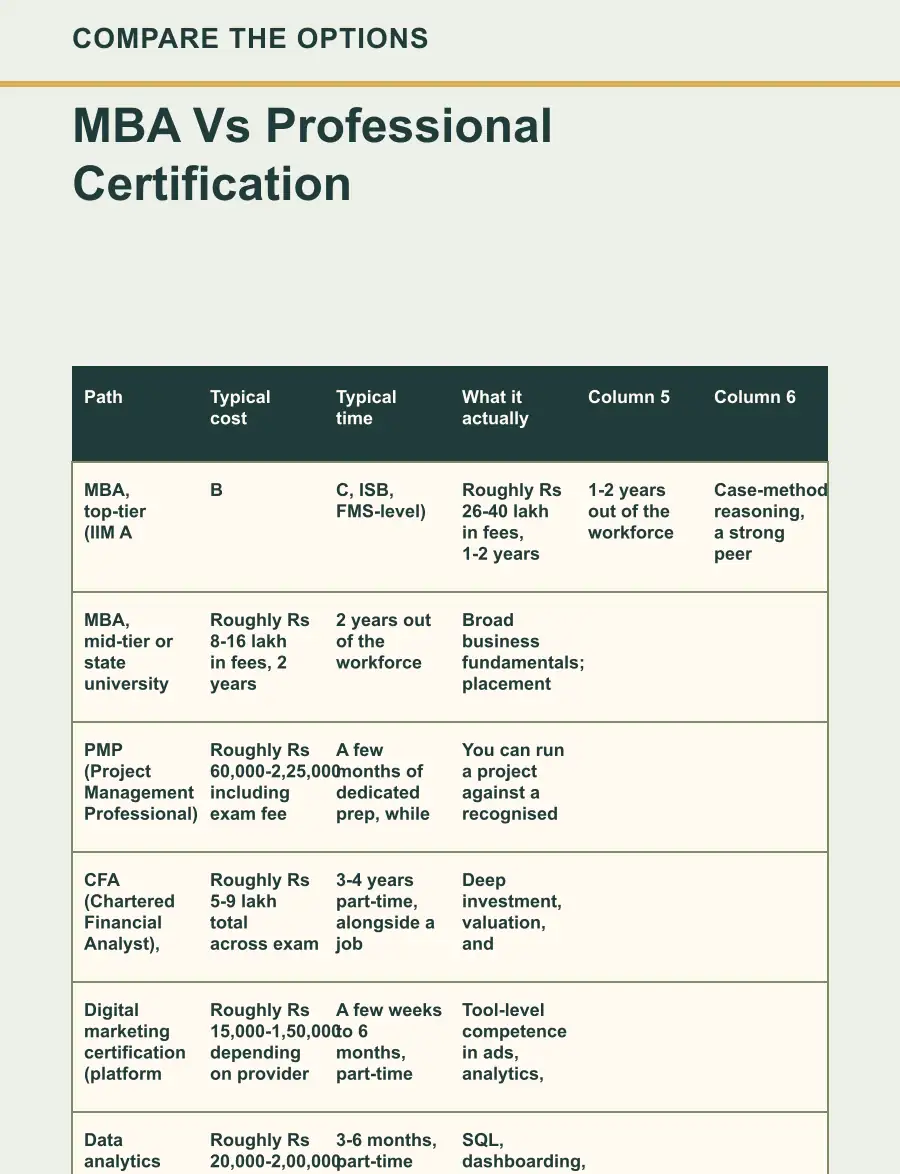 COMPARE THE OPTIONS
MBA Vs Professional
Certification
Path
Typical
cost
Typical
time
What it
actually
Column 5
Column 6
MBA,
top-tier
(IIM A
B
C, ISB,
FMS-level)
Roughly Rs
26-40 lakh
in fees,
1-2 years
1-2 years
out of the
workforce
Case-method
reasoning,
a strong
peer
MBA,
mid-tier or
state
university
Roughly Rs
8-16 lakh
in fees, 2
years
2 years out
of the
workforce
Broad
business
fundamentals;
placement
PMP
(Project
Management
Professional)
Roughly Rs
60,000-2,25,000
including
exam fee
A few
months of
dedicated
prep, while
You can run
a project
against a
recognised
CFA
(Chartered
Financial
Analyst),
Roughly Rs
5-9 lakh
total
across exam
3-4 years
part-time,
alongside a
job
Deep
investment,
valuation,
and
Digital
marketing
certification
(platform
Roughly Rs
15,000-1,50,000
depending
on provider
A few weeks
to 6
months,
part-time
Tool-level
competence
in ads,
analytics,
Data
analytics
Roughly Rs
20,000-2,00,000
3-6 months,
part-time
SQL,
dashboarding,